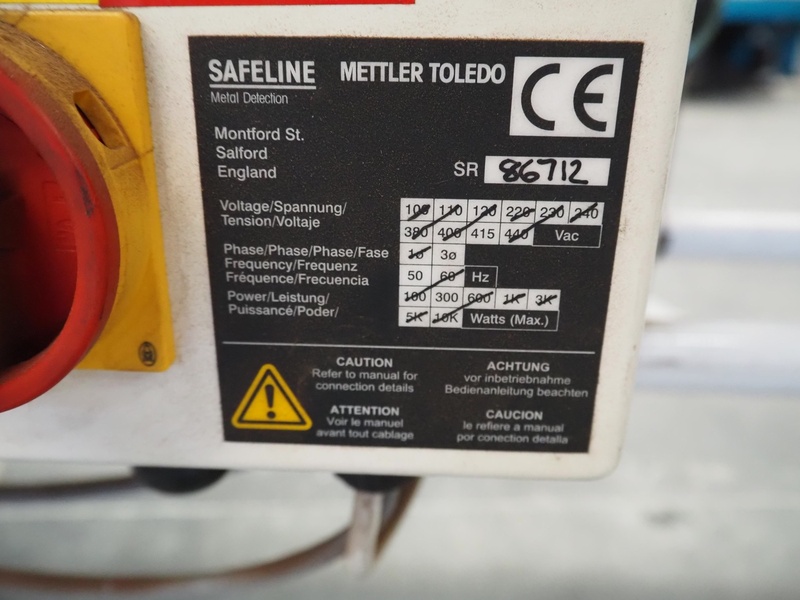 SAFELINE METTLER TOLEDO CE
Metal Detection
Montford St.
Salford
England
SR 86712
Voltage/Spannung/ 100 110 120 220 230 240
Tension/Voltaje 380 400 415 440 Vac
Phase/Phase/Phase/Fase 1ø 3ø
Frequency/Frequenz
Fréquence/Frecuencia 50 60 Hz
Power/Leistung/ 100 300 600 1K 3K
Puissancé/Poder/ 5K 10K Watts (Max.)
CAUTION
Refer to manual for
connection details
ACHTUNG
vor inbetriebnahme
Bedienanleitung beachten
ATTENTION
Voir le manuel
avant tout cablage
CAUCION
le refiere a manual
por conection detalia